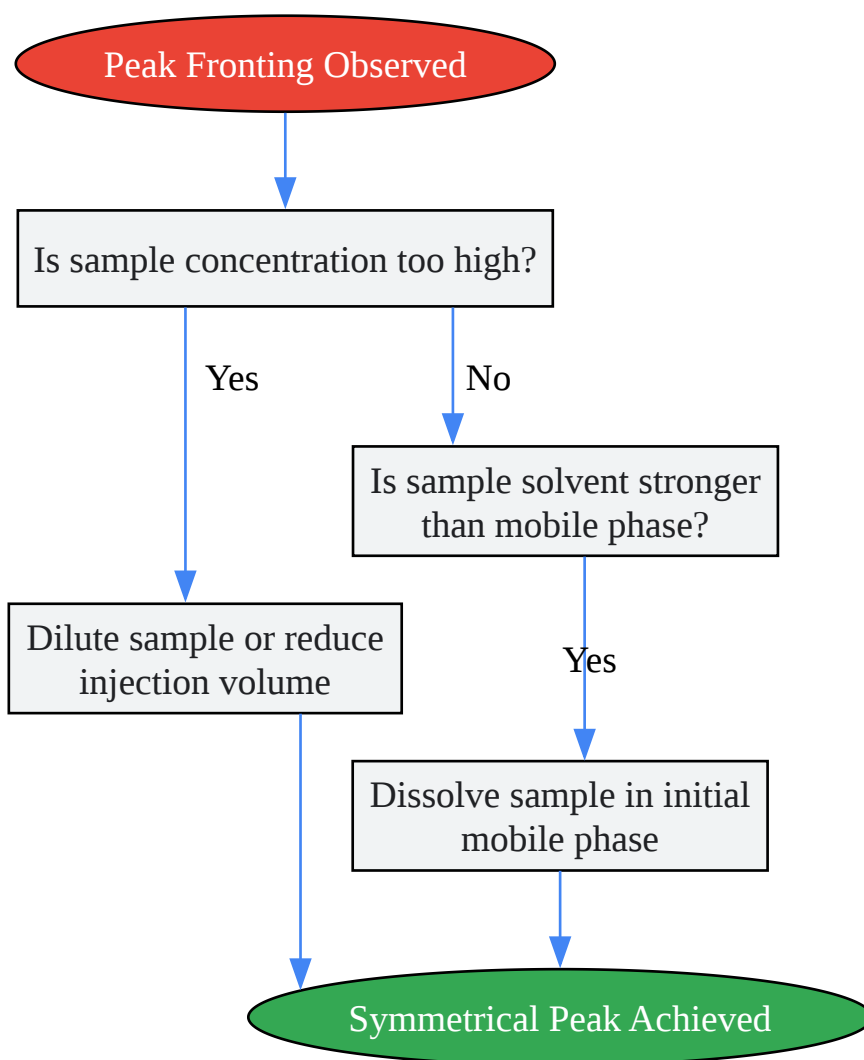 Peak Fronting Observed
Is sample concentration too high?
Yes
No
Is sample solvent stronger
than mobile phase?
Dilute sample or reduce
injection volume
Yes
Dissolve sample in initial
mobile phase
Symmetrical Peak Achieved